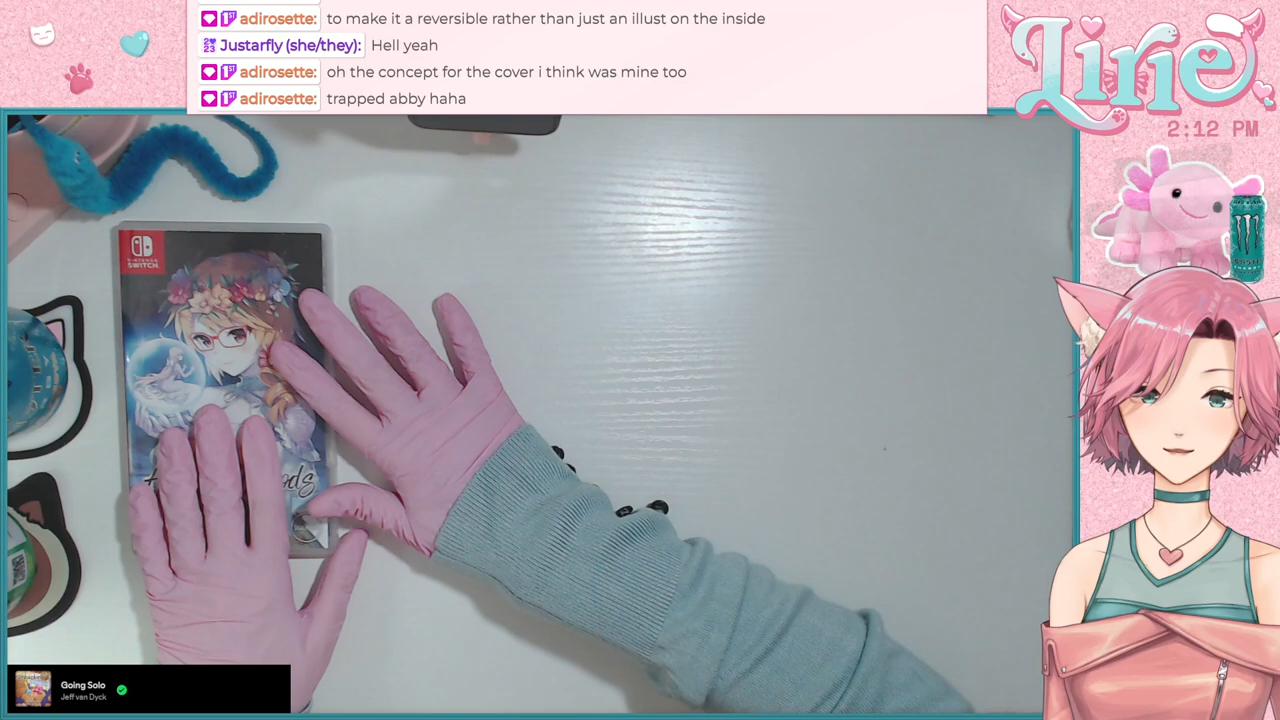 adirosette: to make it a reversible rather than just an illust on the inside
Justarfly (she/they): Hell yeah
adirosette: oh the concept for the cover i think was mine too
adirosette: trapped abby haha
Lirie
2:12 PM
NINTENDO
SWITCH
Going Solo
Jeff van Dyck